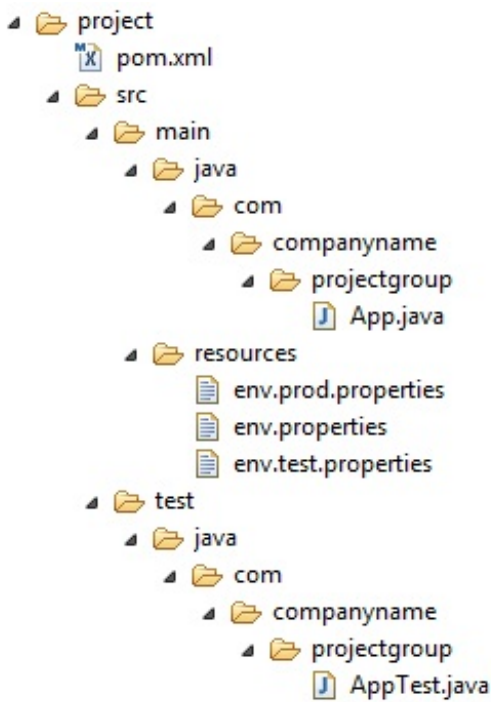 project
pom.xml
src
main
java
com
companyname
projectgroup
App.java
resources
env.prod.properties
env.properties
env.test.properties
test
java
com
companyname
projectgroup
AppTest.java